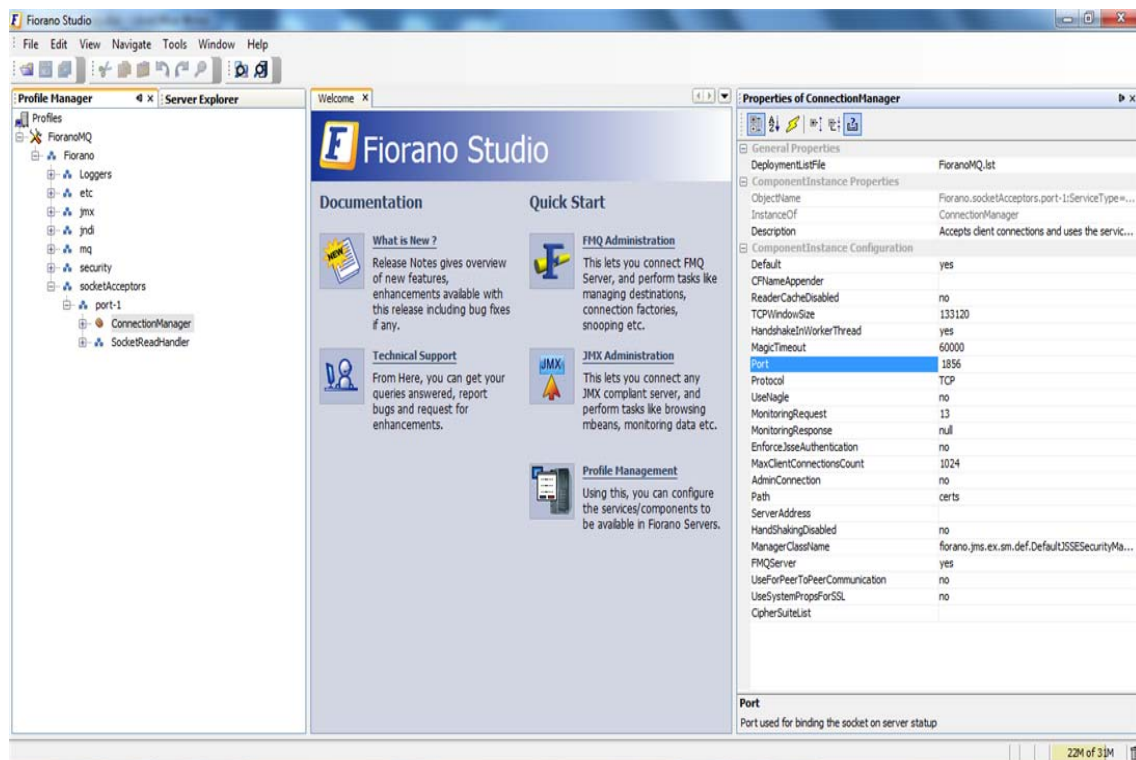 Fiorano Studio
File Edit View Navigate Tools Window Help
Profile Manager
Server Explorer
Profiles
FioranoMQ
Fiorano
Loggers
etc
jmx
jndi
mq
security
socketAcceptors
port-1
ConnectionManager
SocketReadHandler
Welcome
Fiorano Studio
Documentation
What is New ?
Release Notes gives overview
of new features,
enhancements available with
this release including bug fixes
if any.
Technical Support
From Here, you can get your
queries answered, report
bugs and request for
enhancements.
Quick Start
FMQ Administration
This lets you connect FMQ
Server, and perform tasks like
managing destinations,
connection factories,
snooping etc.
JMX
JMX Administration
This lets you connect any
JMX compliant server, and
perform tasks like browsing
mbeans, monitoring data etc.
Profile Management
Using this, you can configure
the services/components to
be available in Fiorano Servers.
Properties of ConnectionManager
General Properties
DeploymentListFile FioranoMQ.lst
ComponentInstance Properties
ObjectName Fiorano.socketAcceptors.port-1:ServiceType=...
InstanceOf ConnectionManager
Description Accepts client connections and uses the servic...
ComponentInstance Configuration
Default yes
CFNameAppender
ReaderCacheDisabled no
TCPWindowSize 133120
HandshakeInWorkerThread yes
MagicTimeout 60000
Port 1856
Protocol TCP
UseNagle no
MonitoringRequest 13
MonitoringResponse null
EnforceJsseAuthentication no
MaxClientConnectionsCount 1024
AdminConnection no
Path certs
ServerAddress
HandShakingDisabled no
ManagerClassName fiorano.jms.ex.sm.def.DefaultJSSESecurityMa...
FMQServer yes
UseForPeerToPeerCommunication no
UseSystemPropsForSSL no
CipherSuiteList
Port
Port used for binding the socket on server statup
22M of 31M